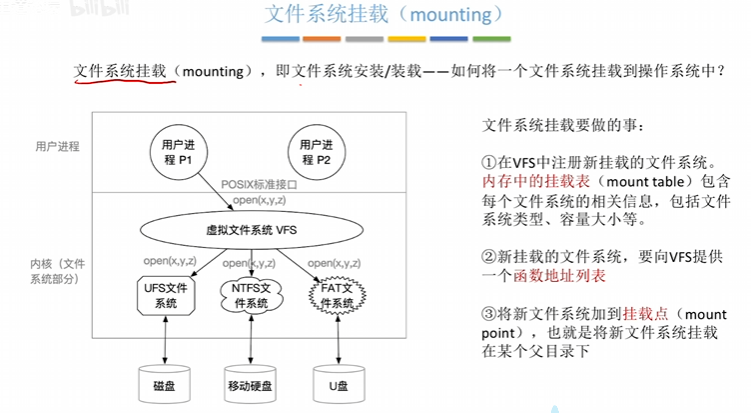 bilibili
文件系统挂载（mounting）
文件系统挂载（mounting），即文件系统安装/装载——如何将一个文件系统挂载到操作系统中？
用户进程
用户进
程 P1
用户进
程 P2
POSIX标准接口
open(x,y,z)
虚拟文件系统 VFS
内核（文件
系统部分）
open(x,y,z)
open(x,y,z)
open(x,y,z)
UFS文件
系统
NTFS文
件系统
FAT文
件系统
磁盘
移动硬盘
U盘
文件系统挂载要做的事：
①在VFS中注册新挂载的文件系统。
内存中的挂载表（mount table）包含
每个文件系统的相关信息，包括文件
系统类型、容量大小等。
②新挂载的文件系统，要向VFS提供
一个函数地址列表
③将新文件系统加到挂载点（mount
point），也就是将新文件系统挂载
在某个父目录下